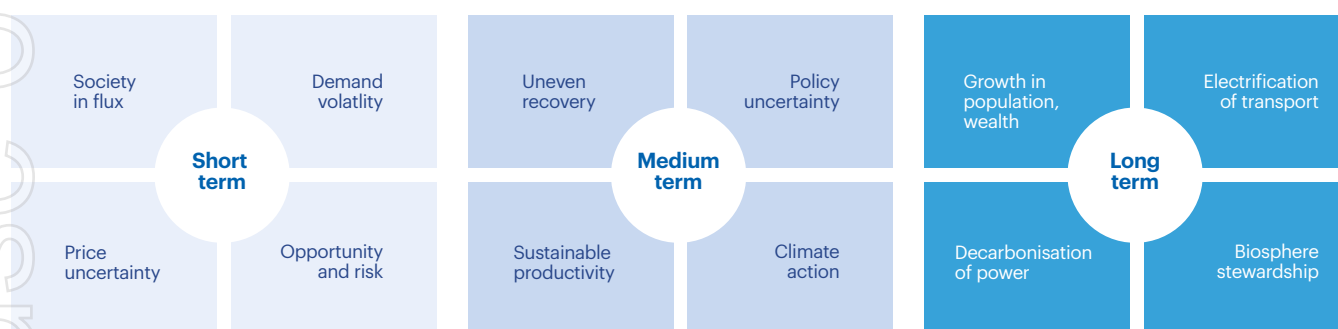 Society
in flux
Demand
volatlity
Short
term
Price
uncertainty
Opportunity
and risk
Uneven
recovery
Policy
uncertainty
Medium
term
Sustainable
productivity
Climate
action
Growth in
population,
wealth
Electrification
of transport
Long
term
Decarbonisation
of power
Biosphere
stewardship